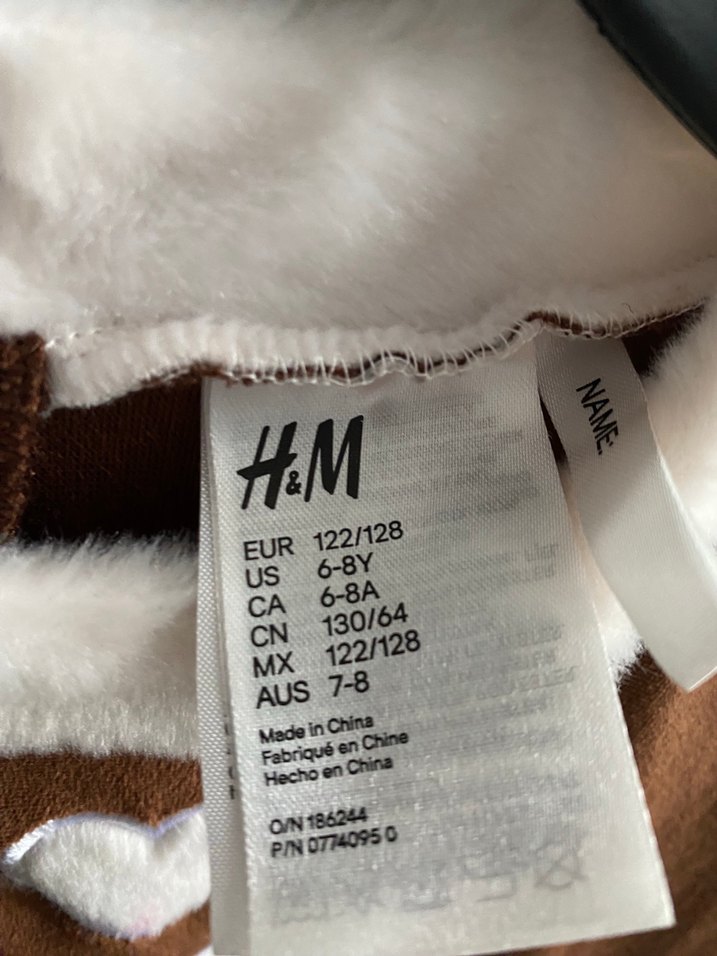 H&M
EUR 122/128
US 6-8Y
CA 6-8A
CN 130/64
MX 122/128
AUS 7-8
Made in China
Fabriqué en Chine
Hecho en China
O/N 186244
P/N 0774095 0
NAME: